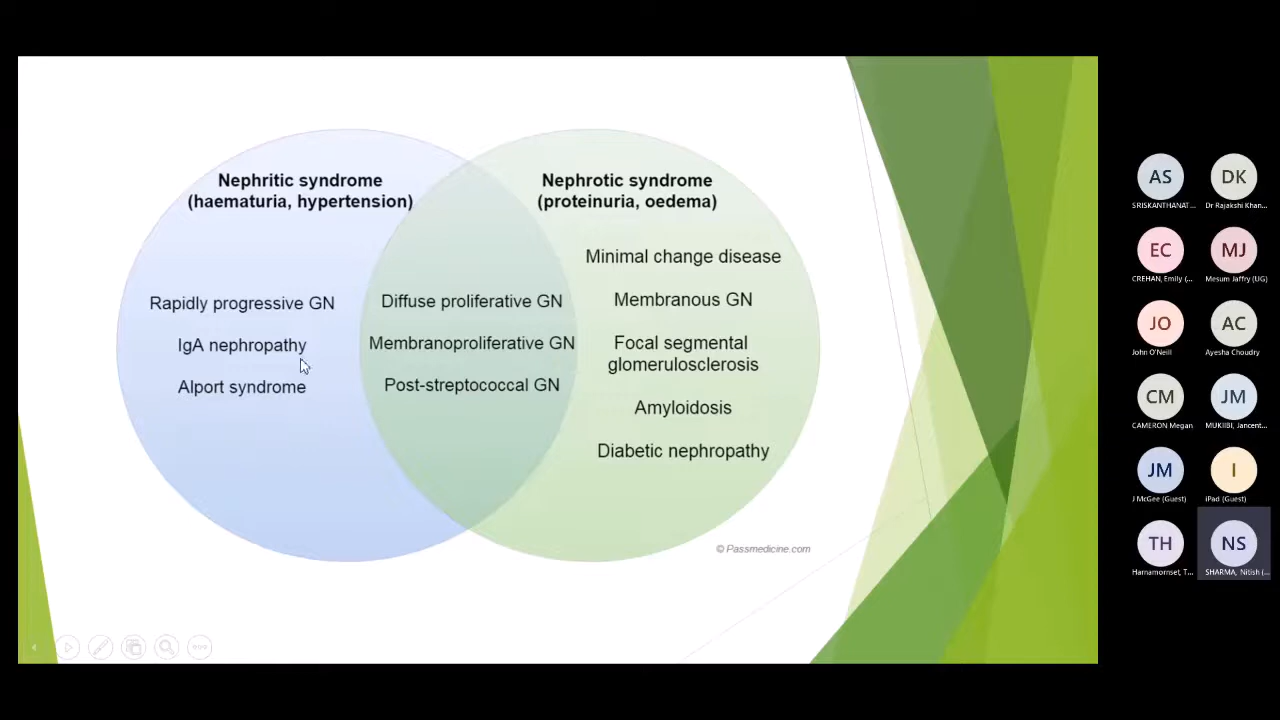 Nephritic syndrome
(haematuria, hypertension)
Rapidly progressive GN
IgA nephropathy
Alport syndrome
Diffuse proliferative GN
Membranoproliferative GN
Post-streptococcal GN
Nephrotic syndrome
(proteinuria, oedema)
Minimal change disease
Membranous GN
Focal segmental
glomerulosclerosis
Amyloidosis
Diabetic nephropathy
© Passmedicine.com
AS
SRISKANTHANAT...
DK
Dr Rajakshi Khan...
EC
CREHAN, Emily (...
MJ
Mesum Jaffry (UG)
JO
John O'Neill
AC
Ayesha Choudry
CM
CAMERON Megan
JM
MUKIIBI, Jancent...
JM
J McGee (Guest)
I
iPad (Guest)
TH
Harnamornset, T...
NS
SHARMA, Nitish (...